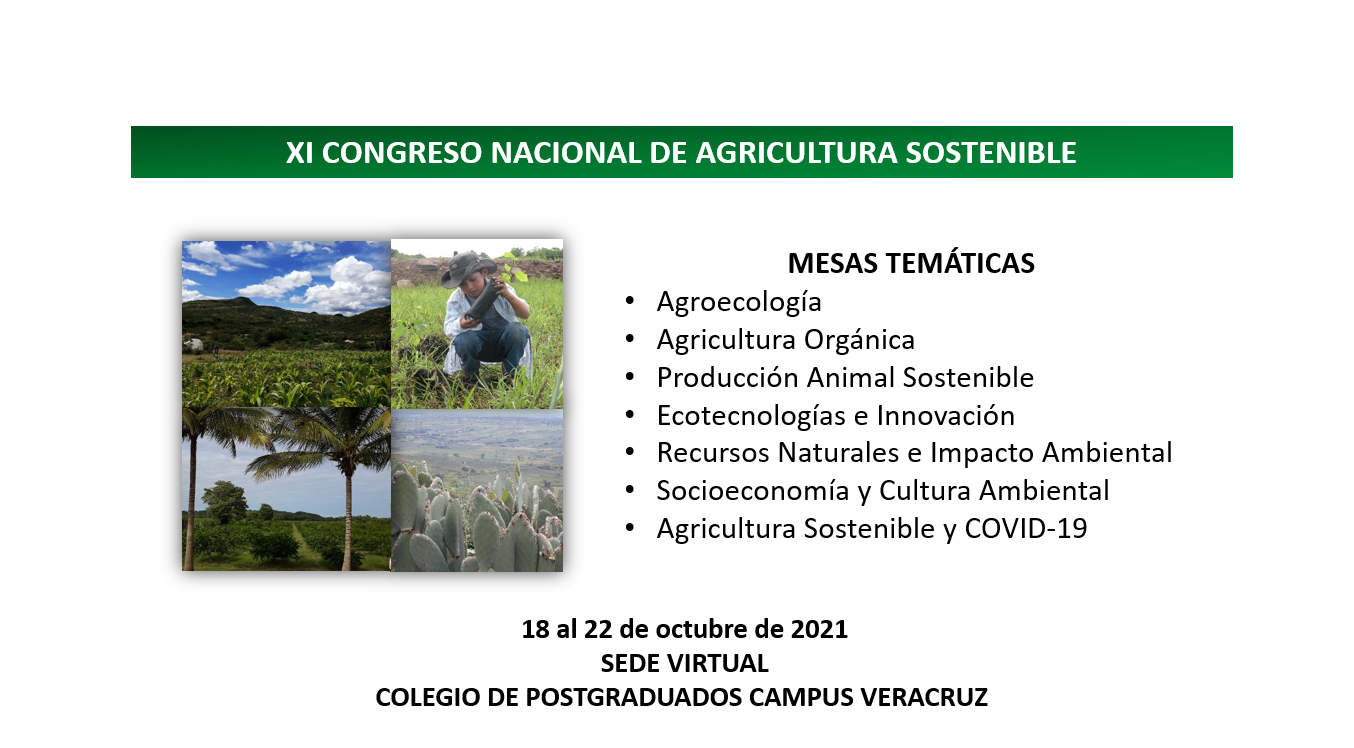 XI CONGRESO NACIONAL DE AGRICULTURA SOSTENIBLE
MESAS TEMÁTICAS
• Agroecología
• Agricultura Orgánica
• Producción Animal Sostenible
• Ecotecnologías e Innovación
• Recursos Naturales e Impacto Ambiental
• Socioeconomía y Cultura Ambiental
• Agricultura Sostenible y COVID-19
18 al 22 de octubre de 2021
SEDE VIRTUAL
COLEGIO DE POSTGRADUADOS CAMPUS VERACRUZ